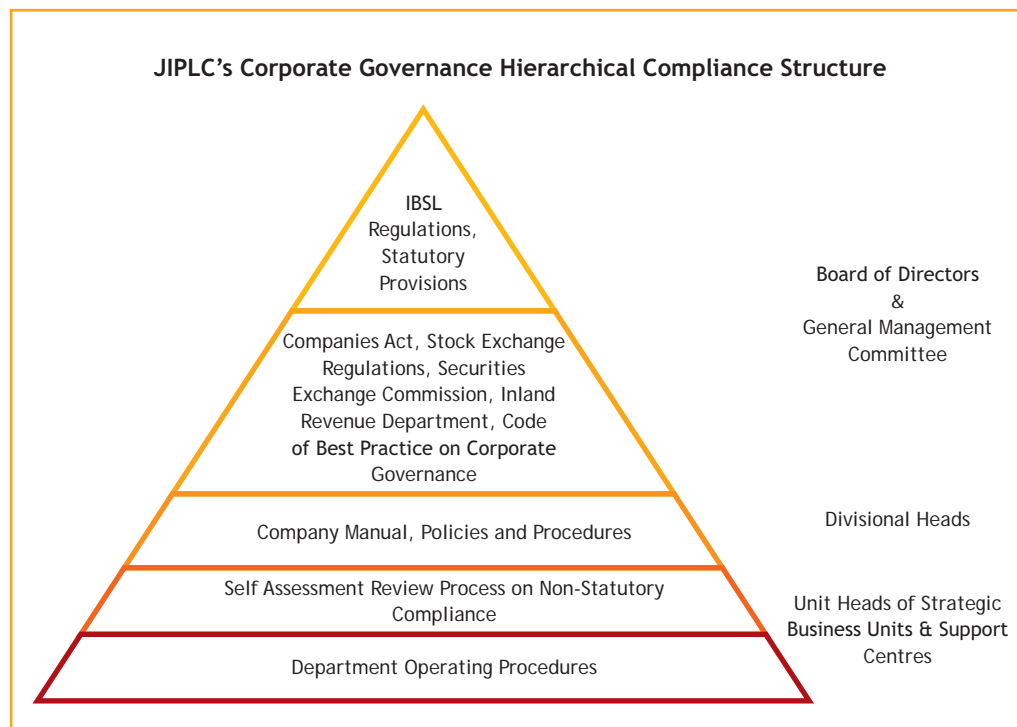 JIPLC’s Corporate Governance Hierarchical Compliance Structure
IBSL
Regulations,
Statutory
Provisions
Companies Act, Stock Exchange
Regulations, Securities
Exchange Commission, Inland
Revenue Department, Code
of Best Practice on Corporate
Governance
Company Manual, Policies and Procedures
Self Assessment Review Process on Non-Statutory
Compliance
Department Operating Procedures
Board of Directors
&
General Management
Committee
Divisional Heads
Unit Heads of Strategic
Business Units & Support
Centres